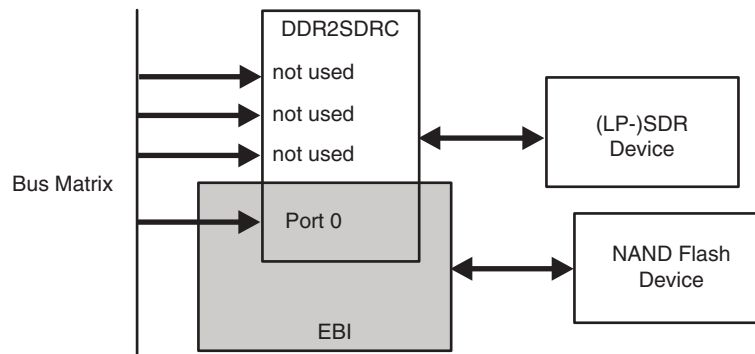 DDR2SDRC
not used
not used
not used
(LP-)SDR
Device
Bus Matrix
Port 0
NAND Flash
Device
EBI